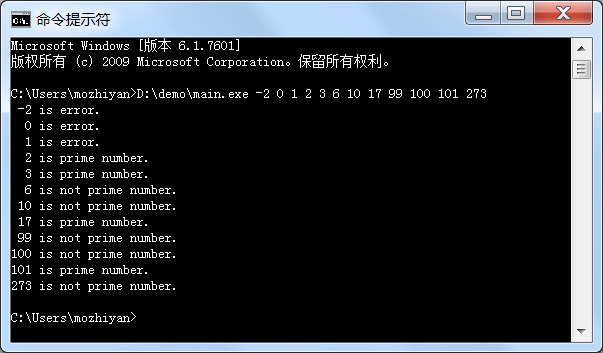 命令提示符
Microsoft Windows [版本 6.1.7601]
版权所有 (c) 2009 Microsoft Corporation。保留所有权利。
C:\Users\mozhiyan>D:\demo\main.exe -2 0 1 2 3 6 10 17 99 100 101 273
-2 is error.
0 is error.
1 is error.
2 is prime number.
3 is prime number.
6 is not prime number.
10 is not prime number.
17 is prime number.
99 is not prime number.
100 is not prime number.
101 is prime number.
273 is not prime number.
C:\Users\mozhiyan>